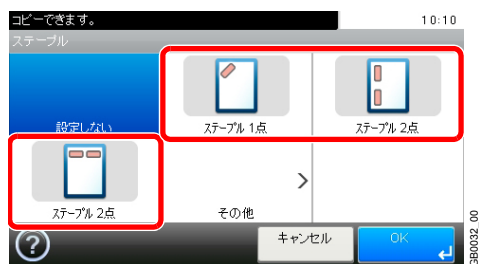 コピーできます。 10:10
ステープル
設定しない ステープル 1点 ステープル 2点
ステープル 2点 その他
キャンセル OK
GB0032_00